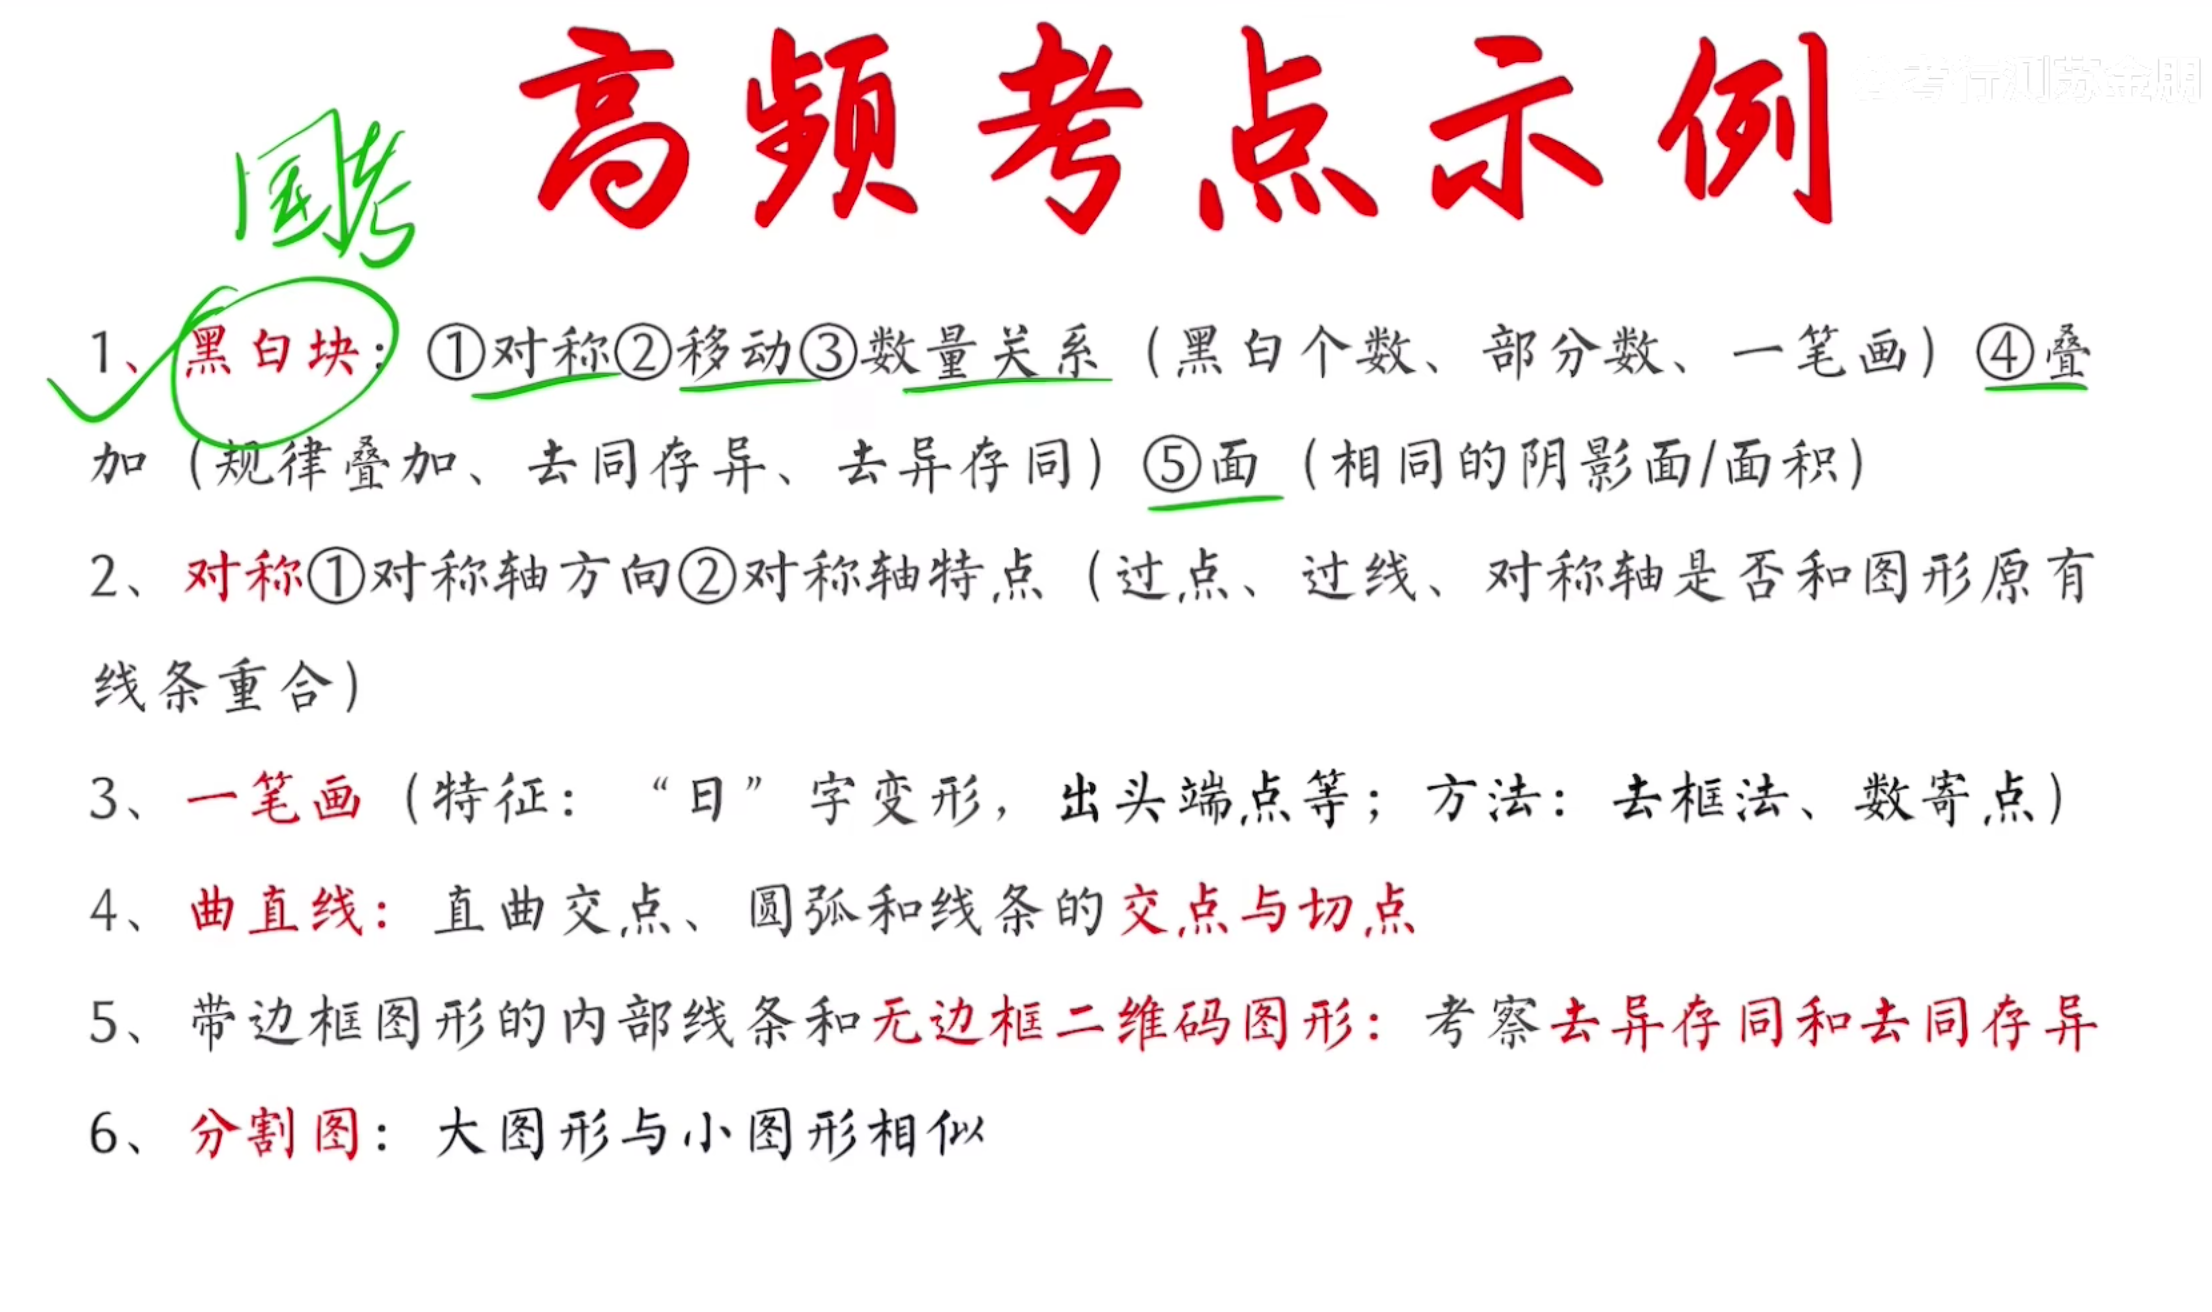 考行测苏金朋
高频考点示例
国考
1、黑白块：①对称②移动③数量关系（黑白个数、部分数、一笔画）④叠
加（规律叠加、去同存异、去异存同）⑤面（相同的阴影面/面积）
2、对称①对称轴方向②对称轴特点（过点、过线、对称轴是否和图形原有
线条重合）
3、一笔画（特征：“日”字变形，出头端点等；方法：去框法、数寄点）
4、曲直线：直曲交点、圆弧和线条的交点与切点
5、带边框图形的内部线条和无边框二维码图形：考察去异存同和去同存异
6、分割图：大图形与小图形相似